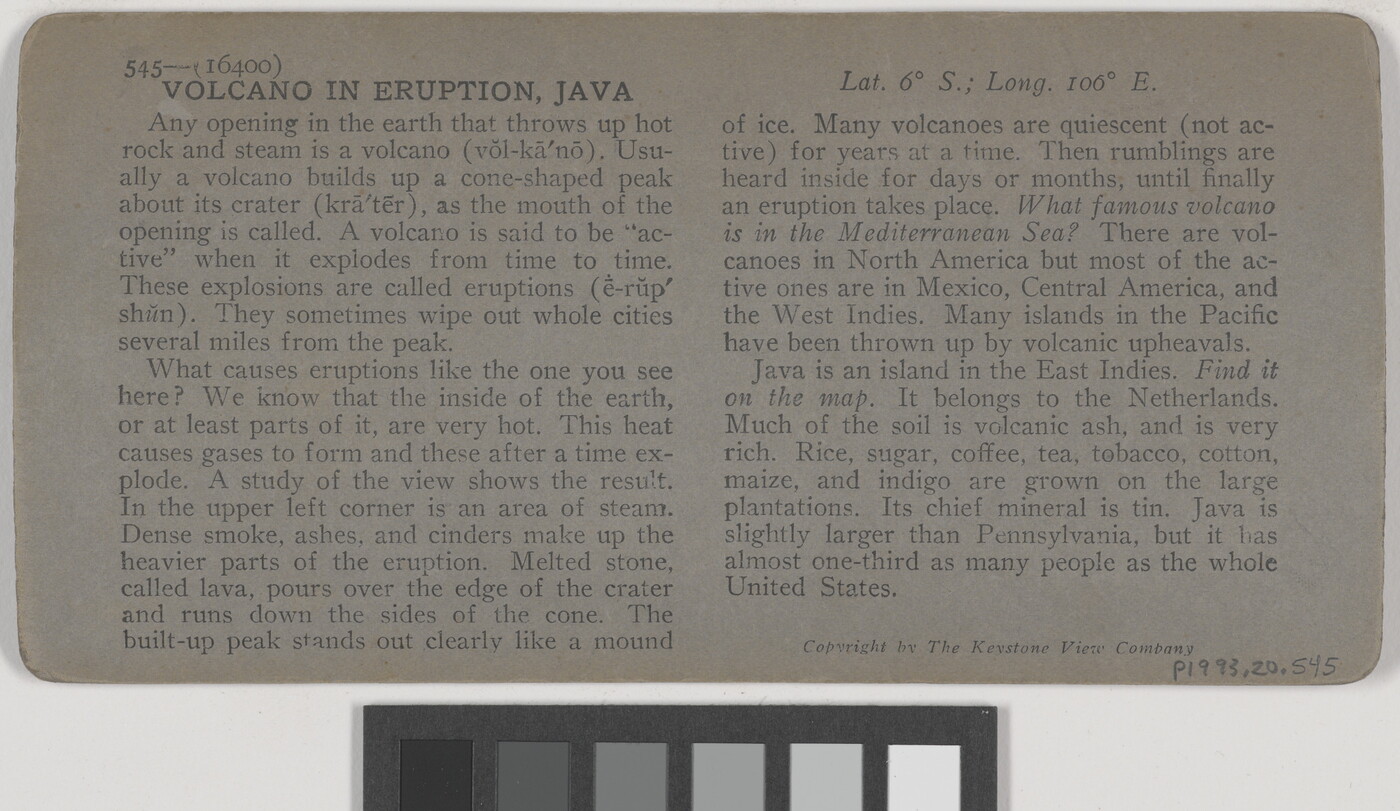 545—(16400)
VOLCANO IN ERUPTION, JAVA
Any opening in the earth that throws up hot
rock and steam is a volcano (vŏl-kā′nō). Usu-
ally a volcano builds up a cone-shaped peak
about its crater (krā′tẽr), as the mouth of the
opening is called. A volcano is said to be “ac-
tive” when it explodes from time to time.
These explosions are called eruptions (ė-rŭp′
shŭn). They sometimes wipe out whole cities
several miles from the peak.
What causes eruptions like the one you see
here? We know that the inside of the earth,
or at least parts of it, are very hot. This heat
causes gases to form and these after a time ex-
plode. A study of the view shows the result.
In the upper left corner is an area of steam.
Dense smoke, ashes, and cinders make up the
heavier parts of the eruption. Melted stone,
called lava, pours over the edge of the crater
and runs down the sides of the cone. The
built-up peak stands out clearly like a mound
Lat. 6° S.; Long. 106° E.
of ice. Many volcanoes are quiescent (not ac-
tive) for years at a time. Then rumblings are
heard inside for days or months, until finally
an eruption takes place. What famous volcano
is in the Mediterranean Sea? There are vol-
canoes in North America but most of the ac-
tive ones are in Mexico, Central America, and
the West Indies. Many islands in the Pacific
have been thrown up by volcanic upheavals.
Java is an island in the East Indies. Find it
on the map. It belongs to the Netherlands.
Much of the soil is volcanic ash, and is very
rich. Rice, sugar, coffee, tea, tobacco, cotton,
maize, and indigo are grown on the large
plantations. Its chief mineral is tin. Java is
slightly larger than Pennsylvania, but it has
almost one-third as many people as the whole
United States.
Copyright by The Keystone View Company
P1993.20.545